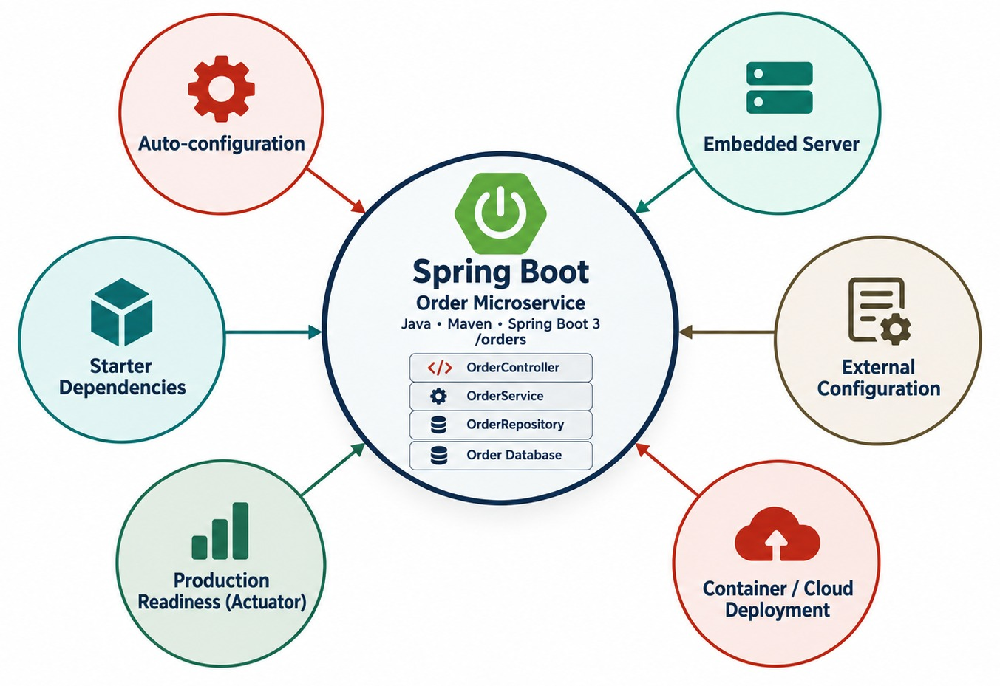 Auto-configuration
Embedded Server
Spring Boot
Order Microservice
Java • Maven • Spring Boot 3
/orders
</> OrderController
OrderService
OrderRepository
Order Database
Starter
Dependencies
External
Configuration
Production
Readiness (Actuator)
Container / Cloud
Deployment